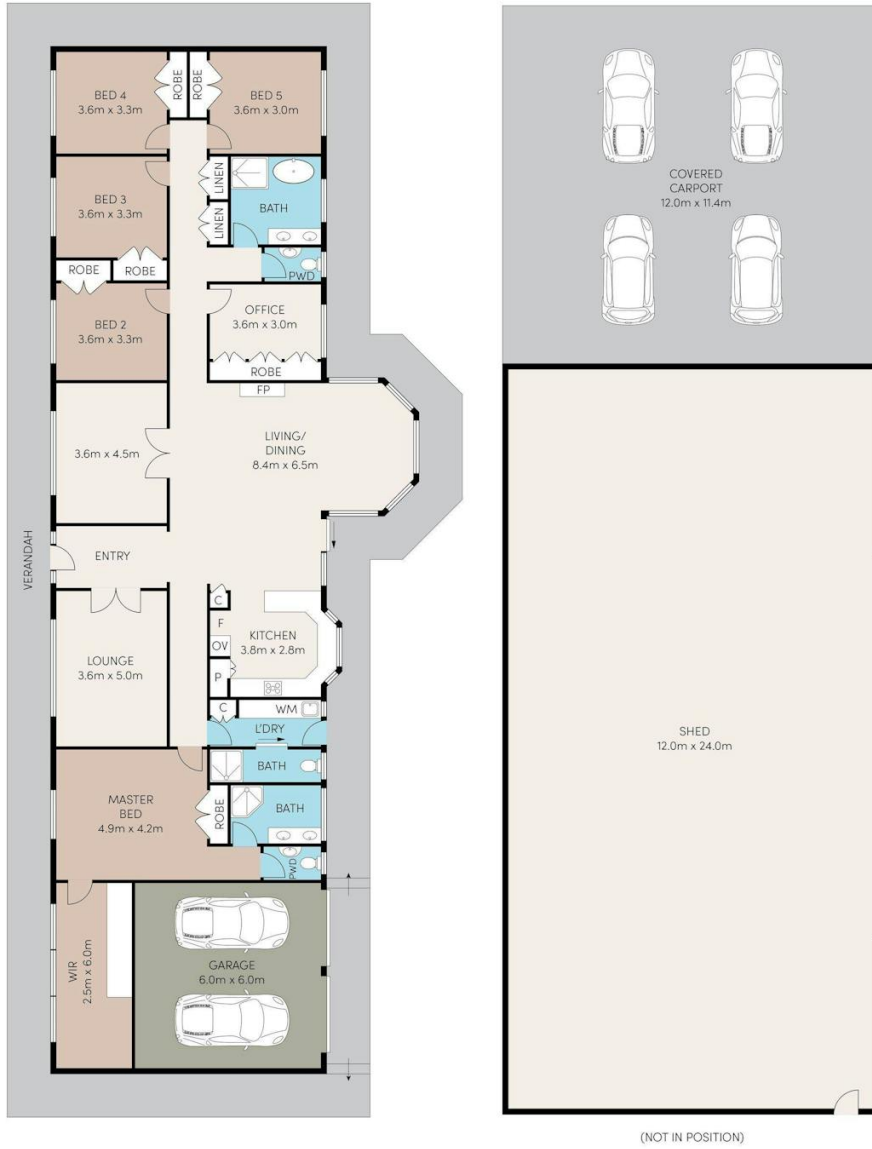 BED 4
3.6m x 3.3m
ROBE
ROBE
BED 5
3.6m x 3.0m
BED 3
3.6m x 3.3m
LINEN
LINEN
BATH
ROBE
ROBE
PWD
BED 2
3.6m x 3.3m
OFFICE
3.6m x 3.0m
ROBE
FP
3.6m x 4.5m
LIVING/
DINING
8.4m x 6.5m
VERANDAH
ENTRY
C
F
OV
KITCHEN
3.8m x 2.8m
P
LOUNGE
3.6m x 5.0m
C
WM
L'DRY
BATH
MASTER
BED
4.9m x 4.2m
ROBE
BATH
PWD
WIR
2.5m x 6.0m
GARAGE
6.0m x 6.0m
COVERED
CARPORT
12.0m x 11.4m
SHED
12.0m x 24.0m
(NOT IN POSITION)